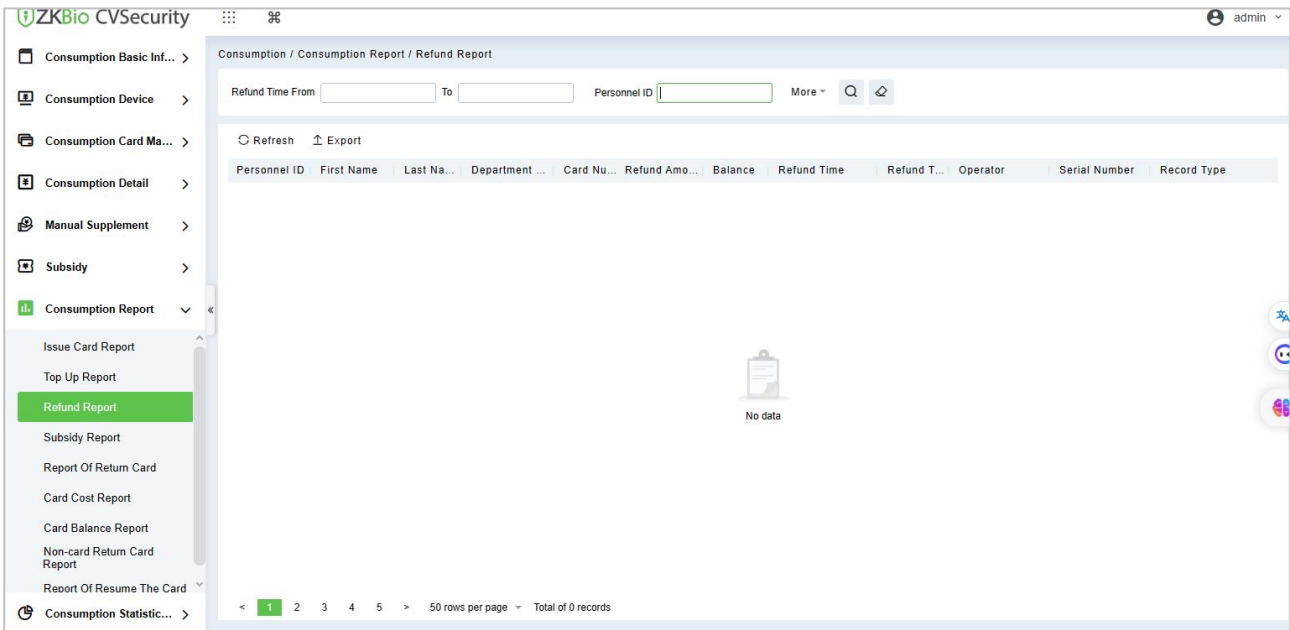 ZKBio CVSecurity
admin
Consumption Basic Inf...
Consumption Device
Consumption Card Ma...
Consumption Detail
Manual Supplement
Subsidy
Consumption Report
Issue Card Report
Top Up Report
Refund Report
Subsidy Report
Report Of Return Card
Card Cost Report
Card Balance Report
Non-card Return Card
Report
Report Of Resume The Card
Consumption Statistic...
Consumption / Consumption Report / Refund Report
Refund Time From To Personnel ID More
Refresh Export
Personnel ID First Name Last Na... Department ... Card Nu... Refund Amo... Balance Refund Time Refund T... Operator Serial Number Record Type
No data
< 1 2 3 4 5 > 50 rows per page Total of 0 records